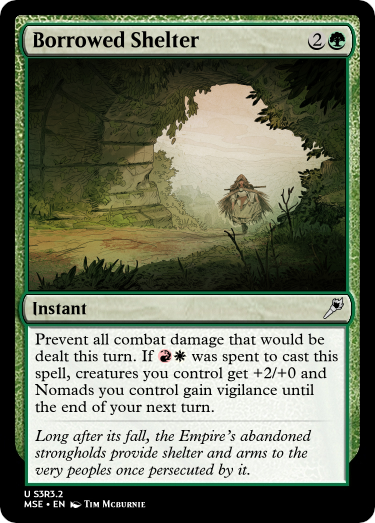 Borrowed Shelter 2
Instant
Prevent all combat damage that would be
dealt this turn. If was spent to cast this
spell, creatures you control get +2/+0 and
Nomads you control gain vigilance until
the end of your next turn.
Long after its fall, the Empire's abandoned
strongholds provide shelter and arms to the
very peoples once persecuted by it.
U S3R3.2
MSE • EN Tim Mcburnie